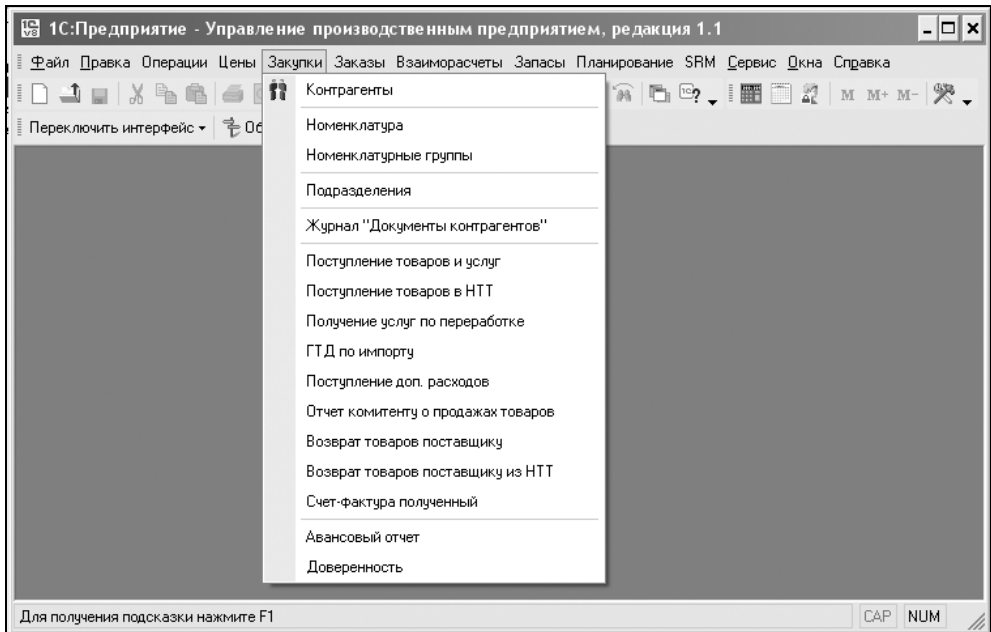 1С:Предприятие - Управление производственным предприятием, редакция 1.1
Файл Правка Операции Цены Закупки Заказы Взаиморасчеты Запасы Планирование SRM Сервис Окна Справка
M M+ M-
Переключить интерфейс Об
Контрагенты
Номенклатура
Номенклатурные группы
Подразделения
Журнал "Документы контрагентов"
Поступление товаров и услуг
Поступление товаров в НТТ
Получение услуг по переработке
ГТД по импорту
Поступление доп. расходов
Отчет комитенту о продажах товаров
Возврат товаров поставщику
Возврат товаров поставщику из НТТ
Счет-фактура полученный
Авансовый отчет
Доверенность
Для получения подсказки нажмите F1 CAP NUM